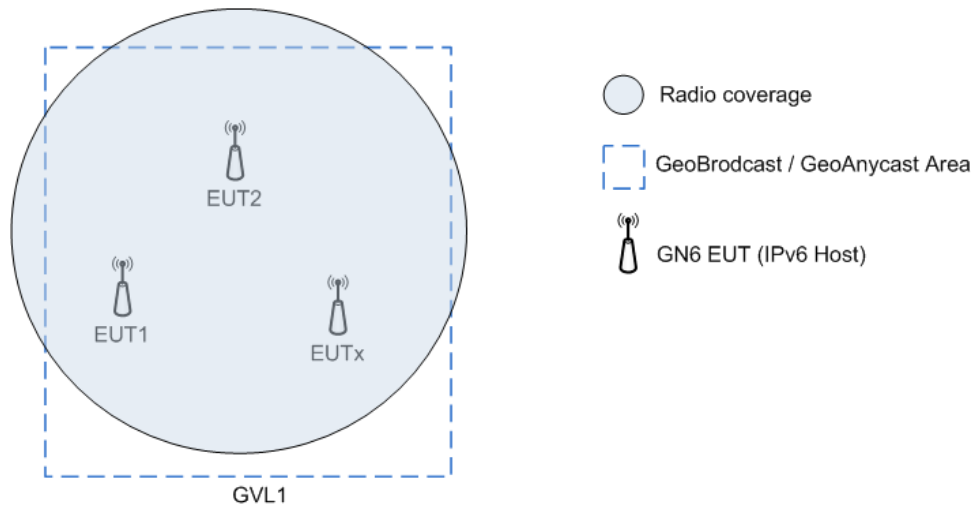 EUT2
EUT1
EUTx
GVL1
Radio coverage
GeoBrodcast / GeoAnycast Area
GN6 EUT (IPv6 Host)